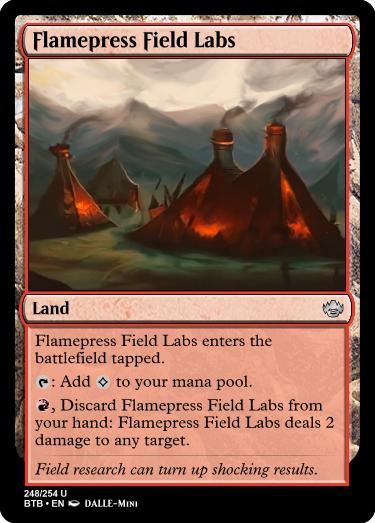 Flamepress Field Labs
Land
Flamepress Field Labs enters the
battlefield tapped.
: Add to your mana pool.
, Discard Flamepress Field Labs from
your hand: Flamepress Field Labs deals 2
damage to any target.
Field research can turn up shocking results.
248/254 U
BTB • EN DALLE-Mini